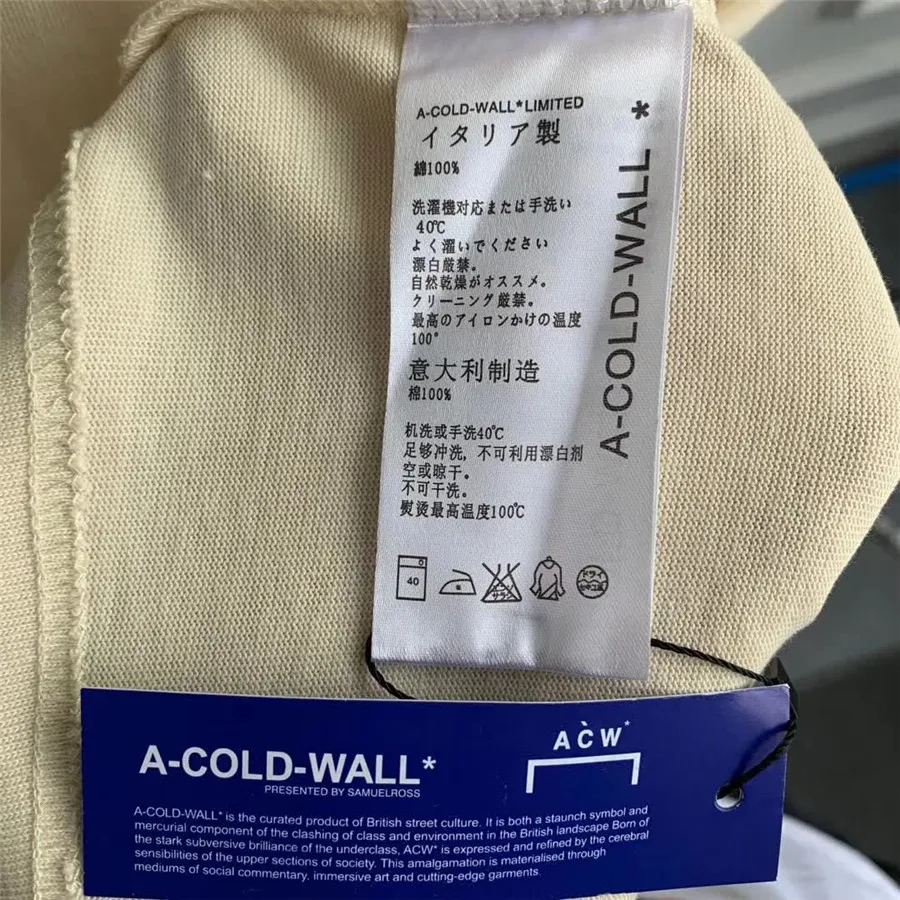 A-COLD-WALL*LIMITED
イタリア製
綿100%
洗濯機対応または手洗い
40℃
よく濯いでください
漂白厳禁。
自然乾燥がオススメ。
クリーニング厳禁。
最高のアイロンかけの温度
100°
意大利制造
棉100%
机洗或手洗40℃
足够冲洗, 不可利用漂白剂
空或晾干。
不可干洗。
熨烫最高温度100℃
40
ドライ
A-COLD-WALL*
A-COLD-WALL*
PRESENTED BY SAMUELROSS
ACW*
A-COLD-WALL* is the curated product of British street culture. It is both a staunch symbol and
mercurial component of the clashing of class and environment in the British landscape Born of
the stark subversive brilliance of the underclass, ACW* is expressed and refined by the cerebral
sensibilities of the upper sections of society. This amalgamation is materialised through
mediums of social commentary, immersive art and cutting-edge garments.